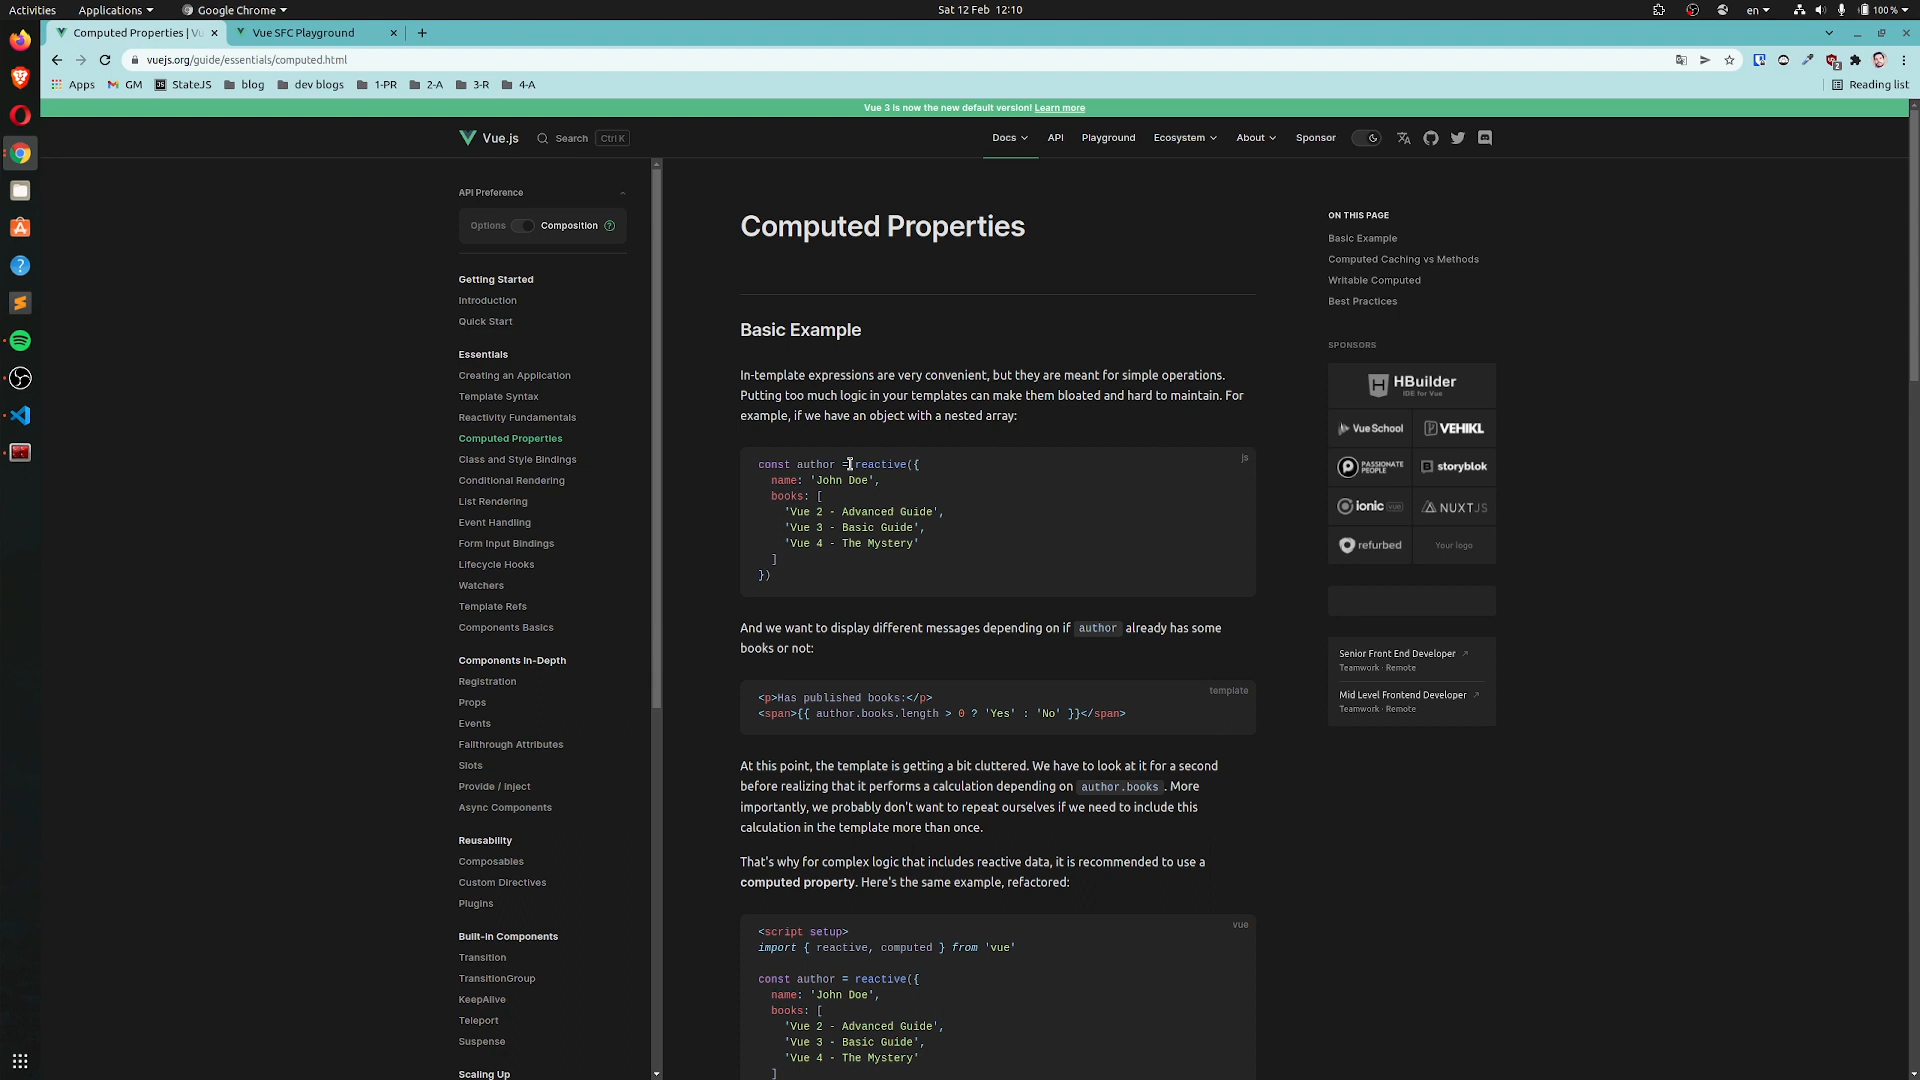 Activities
Applications
Google Chrome
Sat 12 Feb 12:10
en
100 %
Computed Properties | Vu
Vue SFC Playground
vuejs.org/guide/essentials/computed.html
Apps
GM
JS
StateJS
blog
dev blogs
1-PR
2-A
3-R
4-A
2
Reading list
Vue 3 is now the new default version! Learn more
Vue.js
Search
Ctrl K
Docs
API
Playground
Ecosystem
About
Sponsor
API Preference
Options
Composition
?
Getting Started
Introduction
Quick Start
Essentials
Creating an Application
Template Syntax
Reactivity Fundamentals
Computed Properties
Class and Style Bindings
Conditional Rendering
List Rendering
Event Handling
Form Input Bindings
Lifecycle Hooks
Watchers
Template Refs
Components Basics
Components In-Depth
Registration
Props
Events
Fallthrough Attributes
Slots
Provide / inject
Async Components
Reusability
Composables
Custom Directives
Plugins
Built-in Components
Transition
TransitionGroup
KeepAlive
Teleport
Suspense
Scaling Up
Computed Properties
Basic Example
In-template expressions are very convenient, but they are meant for simple operations.
Putting too much logic in your templates can make them bloated and hard to maintain. For
example, if we have an object with a nested array:
js
const author = reactive({
name: 'John Doe',
books: [
'Vue 2 - Advanced Guide',
'Vue 3 - Basic Guide',
'Vue 4 - The Mystery'
]
})
And we want to display different messages depending on if author already has some
books or not:
template
<p>Has published books:</p>
<span>{{ author.books.length > 0 ? 'Yes' : 'No' }}</span>
At this point, the template is getting a bit cluttered. We have to look at it for a second
before realizing that it performs a calculation depending on author.books. More
importantly, we probably don't want to repeat ourselves if we need to include this
calculation in the template more than once.
That's why for complex logic that includes reactive data, it is recommended to use a
computed property. Here's the same example, refactored:
vue
<script setup>
import { reactive, computed } from 'vue'
const author = reactive({
name: 'John Doe',
books: [
'Vue 2 - Advanced Guide',
'Vue 3 - Basic Guide',
'Vue 4 - The Mystery'
]
ON THIS PAGE
Basic Example
Computed Caching vs Methods
Writable Computed
Best Practices
SPONSORS
HBuilder
IDE for Vue
Vue School
VEHIKL
PASSIONATE PEOPLE
storyblok
ionic vue
NUXTJS
refurbed
Your logo
Senior Front End Developer
Teamwork · Remote
Mid Level Frontend Developer
Teamwork · Remote